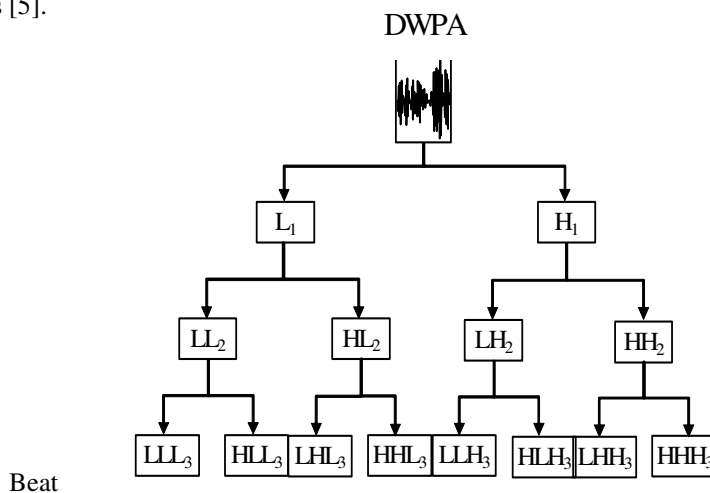 s [5].
DWPA
L₁ H₁
LL₂ HL₂ LH₂ HH₂
LLL₃ HLL₃ LHL₃ HHL₃ LLH₃ HLH₃ LHH₃ HHH₃
Beat